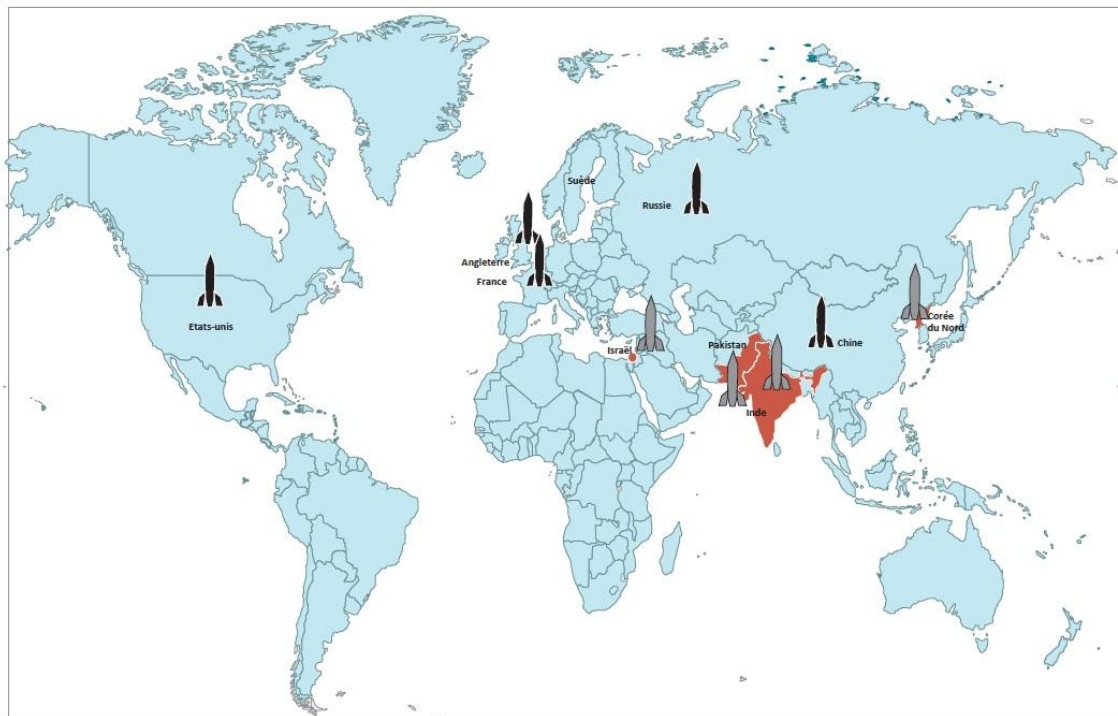 Suède
Russie
Angleterre
France
Etats-unis
Corée
du Nord
Chine
Pakistan
Israël
Inde